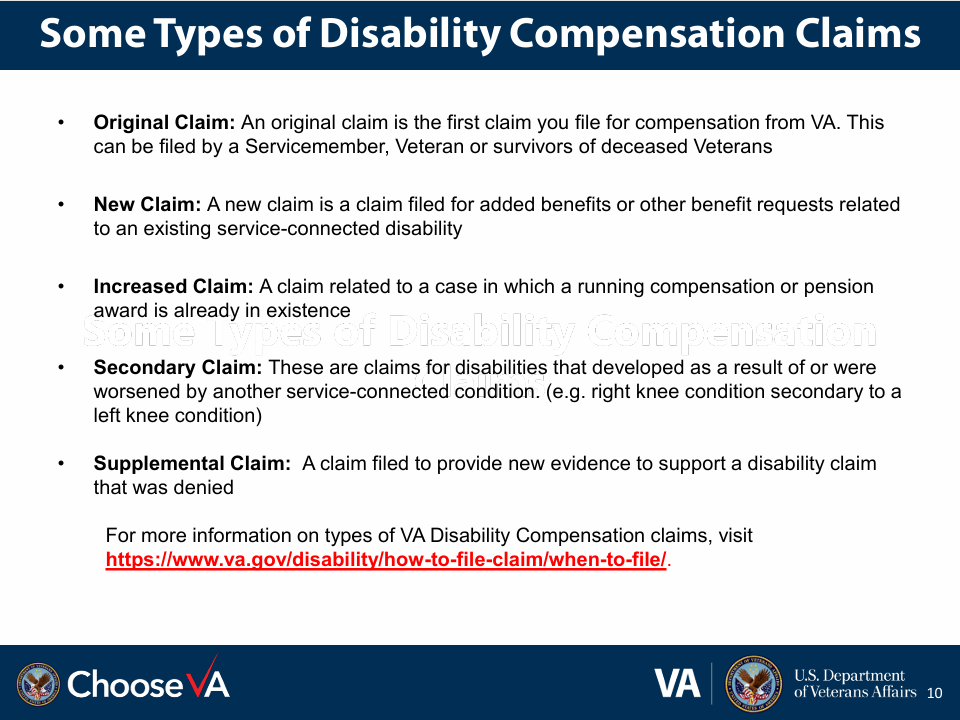 Some Types of Disability Compensation Claims
• Original Claim: An original claim is the first claim you file for compensation from VA. This
can be filed by a Servicemember, Veteran or survivors of deceased Veterans
• New Claim: A new claim is a claim filed for added benefits or other benefit requests related
to an existing service-connected disability
• Increased Claim: A claim related to a case in which a running compensation or pension
award is already in existence
Some Types of Disability Compensation
Claims
• Secondary Claim: These are claims for disabilities that developed as a result of or were
worsened by another service-connected condition. (e.g. right knee condition secondary to a
left knee condition)
• Supplemental Claim:  A claim filed to provide new evidence to support a disability claim
that was denied
For more information on types of VA Disability Compensation claims, visit
https://www.va.gov/disability/how-to-file-claim/when-to-file/.
Choose VA
VA
U.S. Department
of Veterans Affairs
10